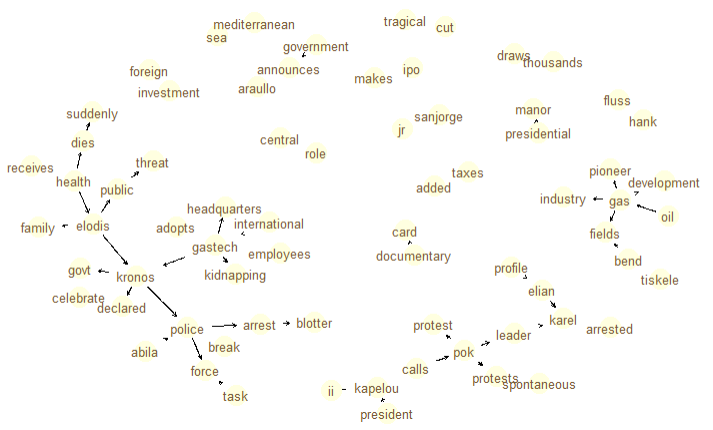 mediterranean
sea
tragical
cut
government
announces
draws
thousands
foreign
investment
araullo
makes
ipo
suddenly
dies
receives
health
threat
public
central
role
jr
sanjorge
manor
presidential
fluss
hank
family
elodis
adopts
headquarters
international
gastech
employees
kidnapping
added
taxes
card
documentary
pioneer
development
industry
gas
oil
fields
bend
tiskele
govt
kronos
celebrate
declared
profile
elian
karel
arrested
police
arrest
blotter
abila
break
force
task
protest
leader
pok
calls
protests
spontaneous
ii
kapelou
president